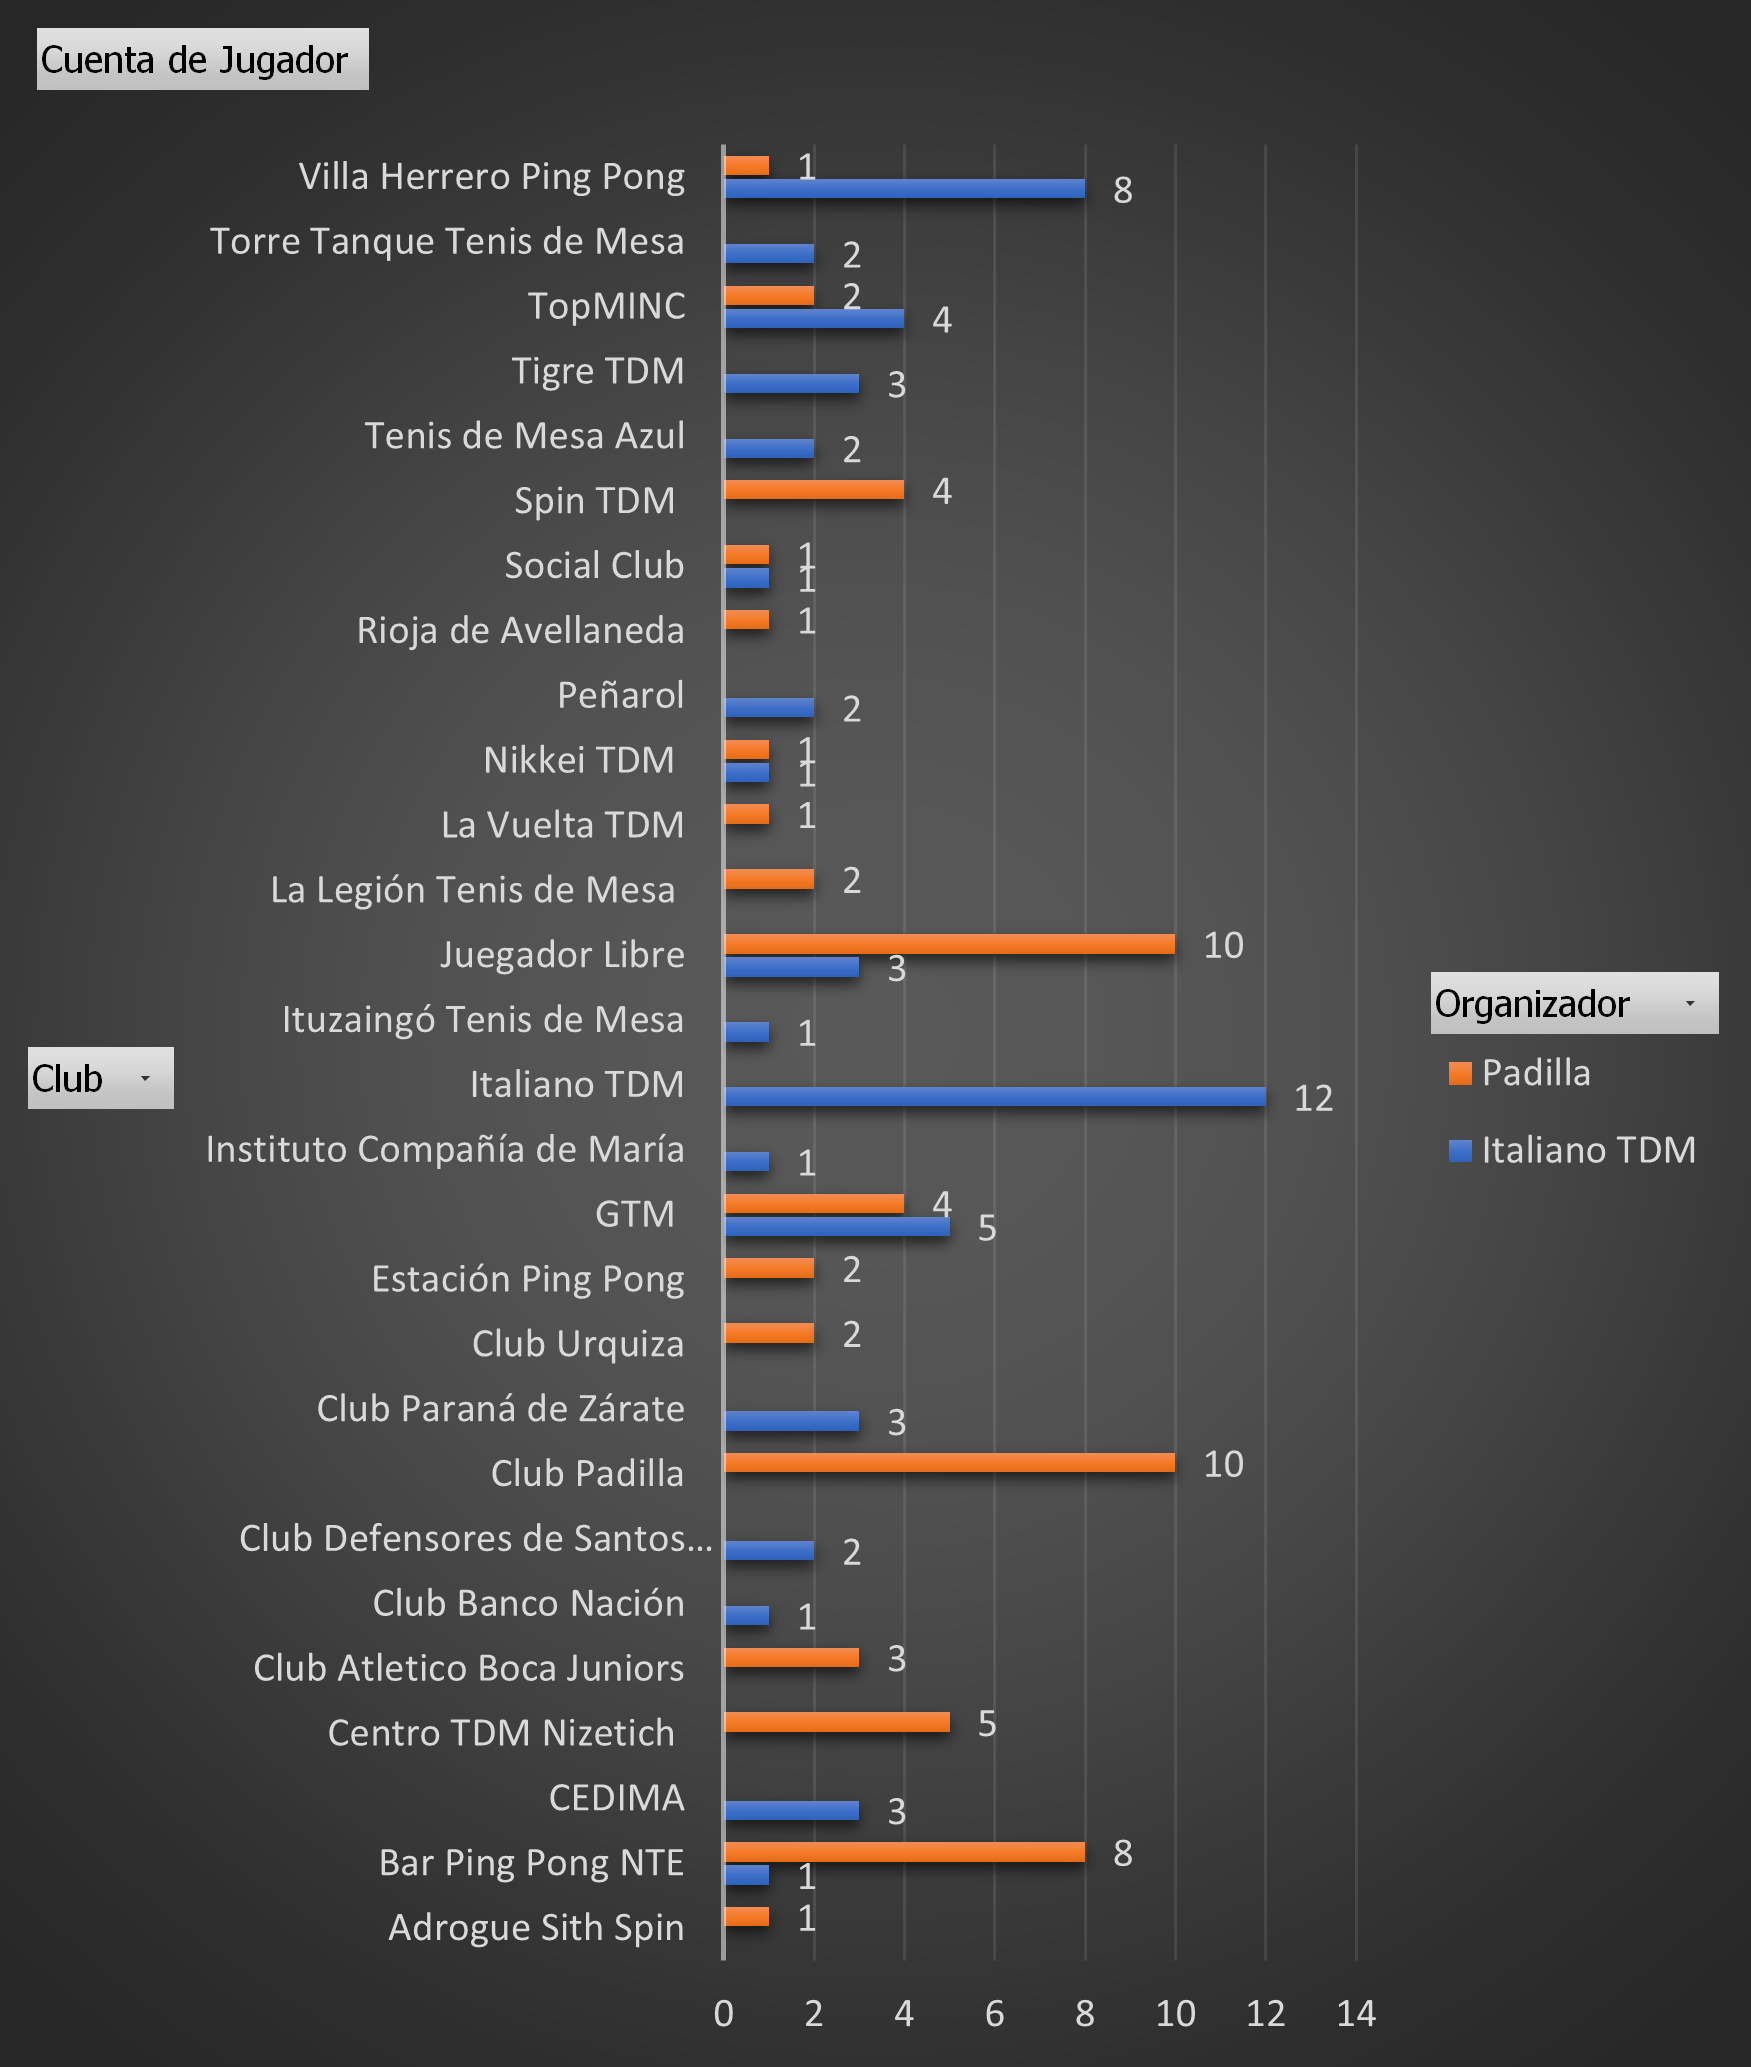 Cuenta de Jugador
Villa Herrero Ping Pong
1
8
Torre Tanque Tenis de Mesa
2
TopMINC
2
4
Tigre TDM
3
Tenis de Mesa Azul
2
Spin TDM
4
Social Club
1
1
Rioja de Avellaneda
1
Peñarol
2
Nikkei TDM
1
1
La Vuelta TDM
1
La Legión Tenis de Mesa
2
Juegador Libre
10
3
Ituzaingó Tenis de Mesa
1
Italiano TDM
12
Instituto Compañía de María
1
GTM
4
5
Estación Ping Pong
2
Club Urquiza
2
Club Paraná de Zárate
3
Club Padilla
10
Club Defensores de Santos...
2
Club Banco Nación
1
Club Atletico Boca Juniors
3
Centro TDM Nizetich
5
CEDIMA
3
Bar Ping Pong NTE
8
1
Adrogue Sith Spin
1
0 2 4 6 8 10 12 14
Club
Organizador
Padilla
Italiano TDM